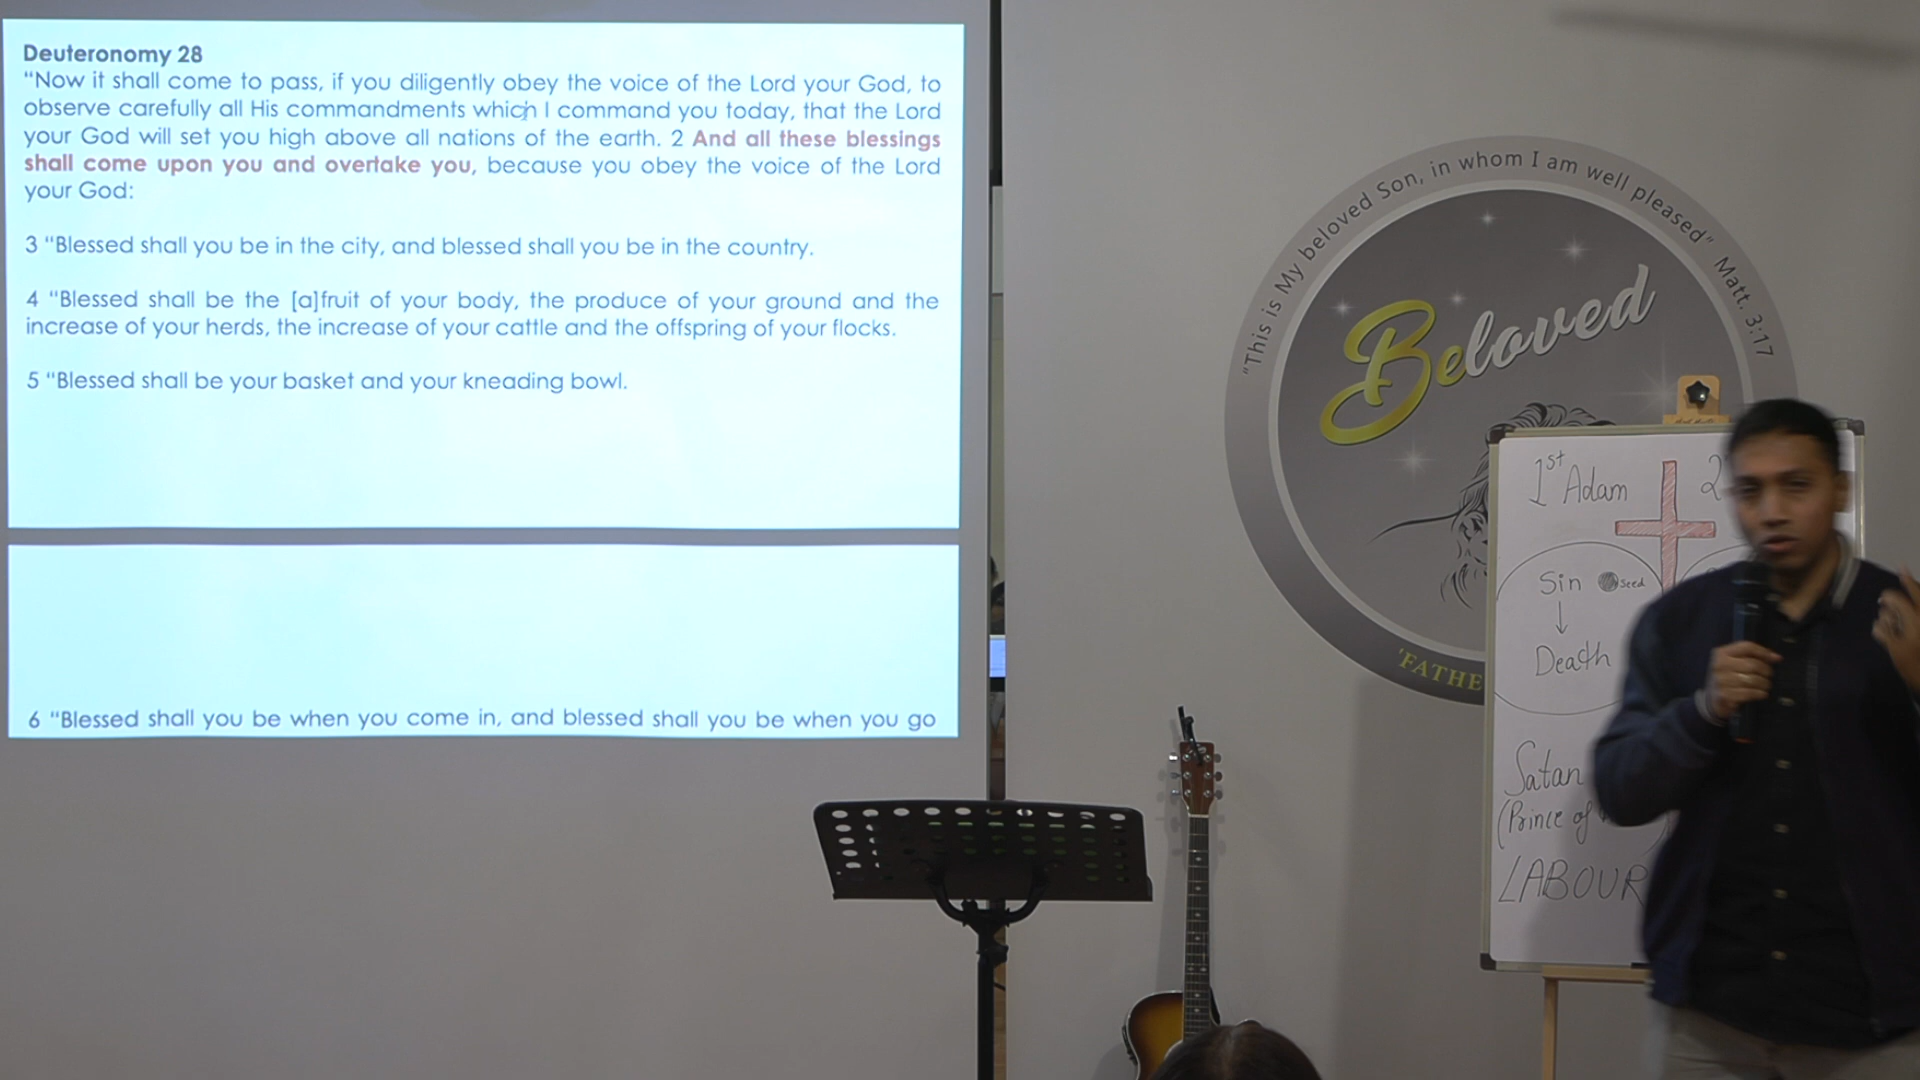 Deuteronomy 28
“Now it shall come to pass, if you diligently obey the voice of the Lord your God, to
observe carefully all His commandments which I command you today, that the Lord
your God will set you high above all nations of the earth. 2 And all these blessings
shall come upon you and overtake you, because you obey the voice of the Lord
your God:
3 “Blessed shall you be in the city, and blessed shall you be in the country.
4 “Blessed shall be the [a]fruit of your body, the produce of your ground and the
increase of your herds, the increase of your cattle and the offspring of your flocks.
5 “Blessed shall be your basket and your kneading bowl.
6 “Blessed shall you be when you come in, and blessed shall you be when you go
“This is My beloved Son, in whom I am well pleased” Matt. 3:17
Beloved
'FATHE
1st Adam
2
Sin
Seed
Death
Satan
(Prince of
LABOUR